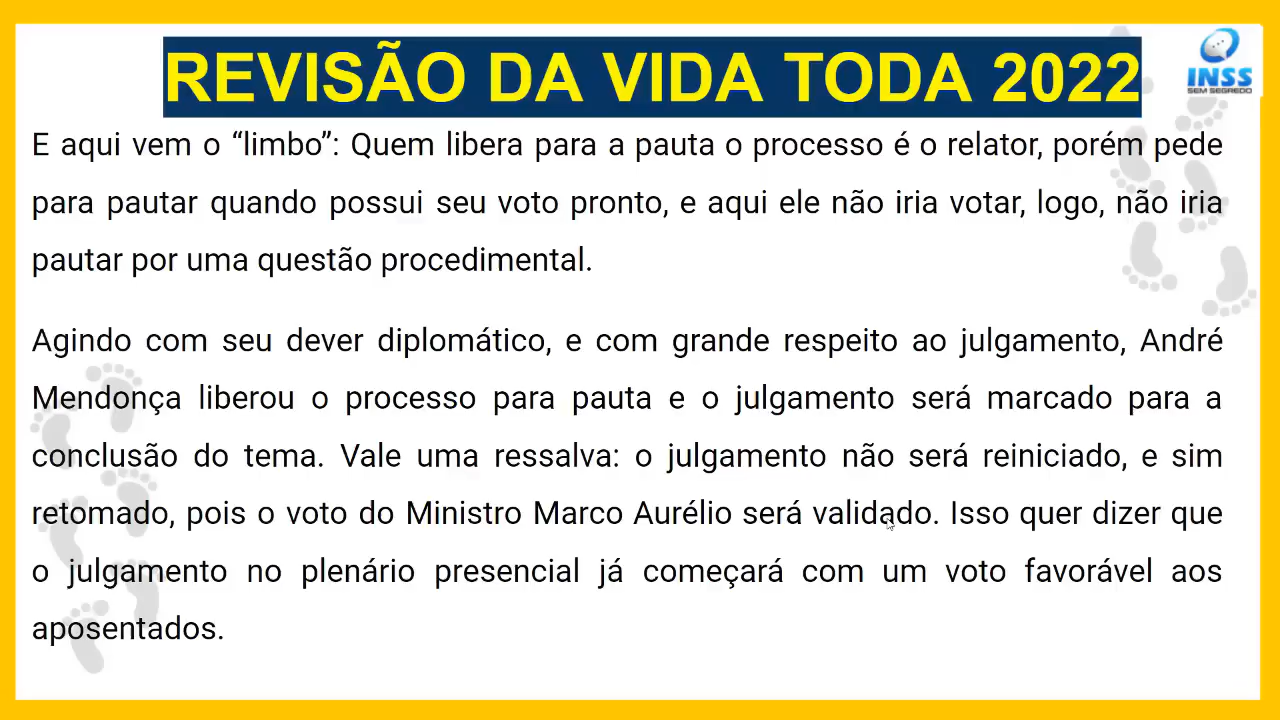 REVISÃO DA VIDA TODA 2022
INSS
SEM SEGREDO
E aqui vem o “limbo”: Quem libera para a pauta o processo é o relator, porém pede
para pautar quando possui seu voto pronto, e aqui ele não iria votar, logo, não iria
pautar por uma questão procedimental.
Agindo com seu dever diplomático, e com grande respeito ao julgamento, André
Mendonça liberou o processo para pauta e o julgamento será marcado para a
conclusão do tema. Vale uma ressalva: o julgamento não será reiniciado, e sim
retomado, pois o voto do Ministro Marco Aurélio será validado. Isso quer dizer que
o julgamento no plenário presencial já começará com um voto favorável aos
aposentados.